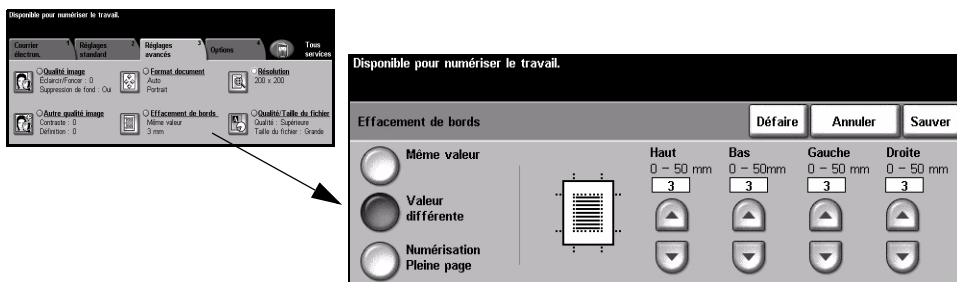 Disponible pour numériser le travail.
Courrier électron. 1
Réglages standard 2
Réglages avancés 3
Options 4
Tous services
Qualité image
Éclaircir/Foncer : 0
Suppression de fond : Oui
Format document
Auto
Portrait
Résolution
200 x 200
Autre qualité image
Contraste : 0
Définition : 0
Effacement de bords
Même valeur
3 mm
Qualité/Taille du fichier
Qualité : Supérieure
Taille du fichier : Grande
Disponible pour numériser le travail.
Effacement de bords
Défaire Annuler Sauver
Même valeur
Valeur
différente
Numérisation
Pleine page
Haut Bas Gauche Droite
0 – 50 mm 0 – 50mm 0 – 50 mm 0 – 50 mm
3 3 3 3